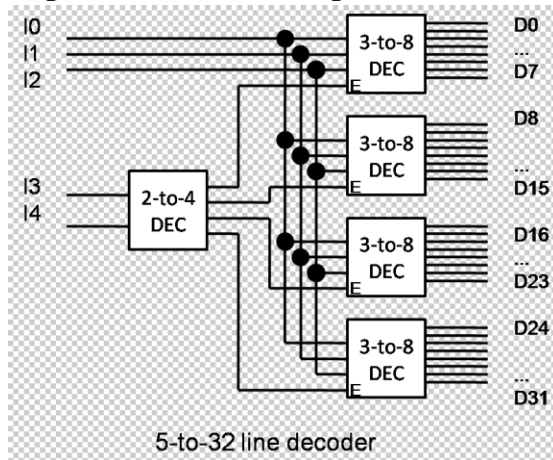 I0
I1
I2
3-to-8
DEC
E
D0
...
D7
3-to-8
DEC
E
D8
...
D15
I3
I4
2-to-4
DEC
3-to-8
DEC
E
D16
...
D23
3-to-8
DEC
E
D24
...
D31
5-to-32 line decoder